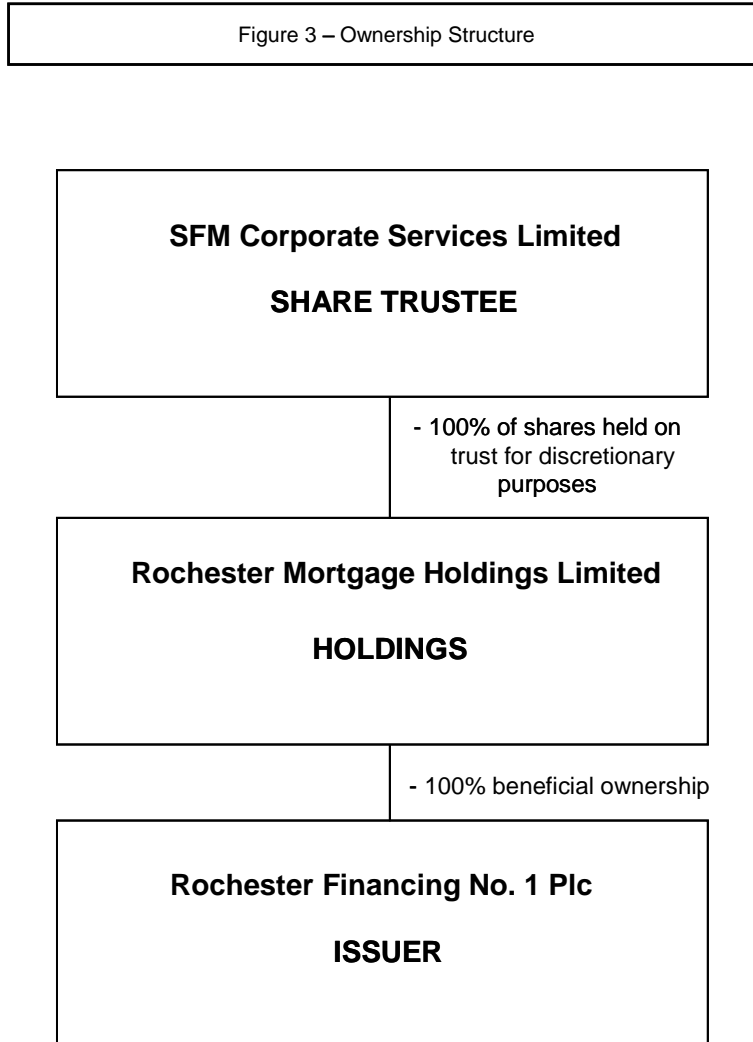 Figure 3 – Ownership Structure
SFM Corporate Services Limited
SHARE TRUSTEE
- 100% of shares held on
trust for discretionary
purposes
Rochester Mortgage Holdings Limited
HOLDINGS
- 100% beneficial ownership
Rochester Financing No. 1 Plc
ISSUER